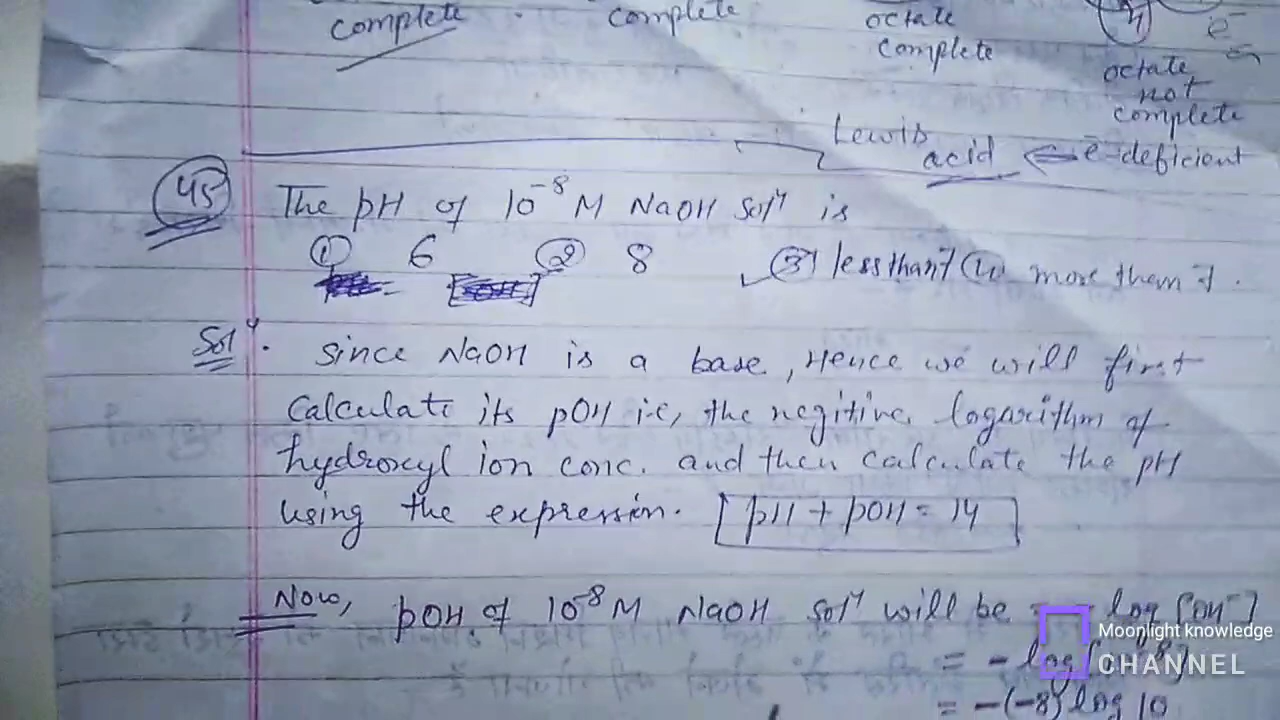 complete complete octate e-
complete
octate
not
complete
Lewis
acid ⇐ e-deficient
45 The pH of 10⁻⁸ M NaOH solⁿ is
① 6 ② 8 ③ less than 7 ④ more them 7.
Solⁿ. Since NaOH is a base, Hence we will first
calculate its pOH i.e, the negitive logarithm of
hydroxyl ion conc. and then calculate the pH
using the expression. [pH + pOH = 14]
Now, pOH of 10⁻⁸ M NaOH solⁿ will be = - log [OH⁻]
Moonlight knowledge
= - log [10⁻⁸]
CHANNEL
= -(-8) log 10